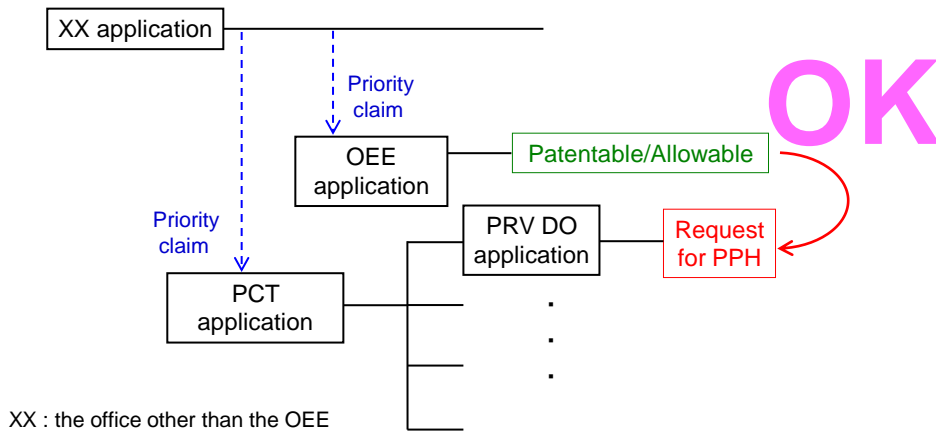 XX application
OK
Priority
claim
OEE
application
Patentable/Allowable
Priority
claim
PRV DO
application
Request
for PPH
PCT
application
XX : the office other than the OEE